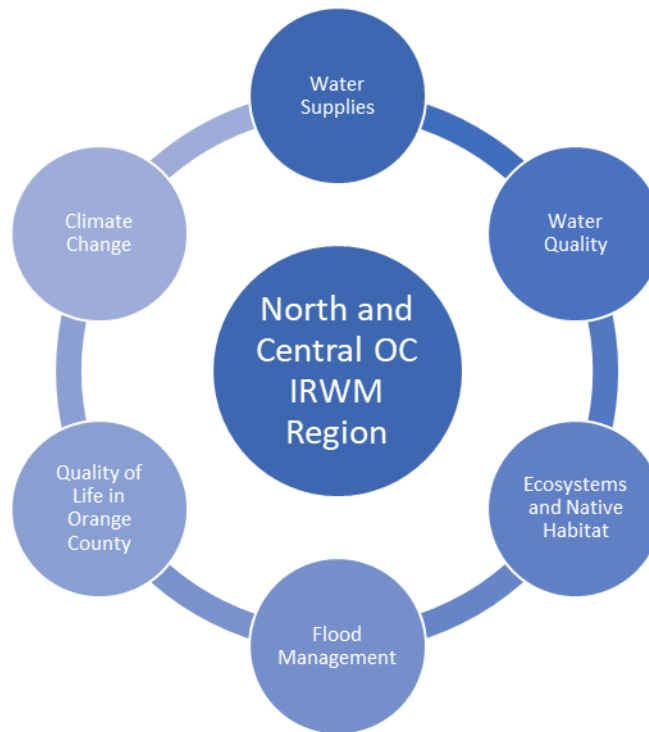 Water
Supplies
Water
Quality
Ecosystems
and Native
Habitat
Flood
Management
Quality of
Life in
Orange
County
Climate
Change
North and
Central OC
IRWM
Region